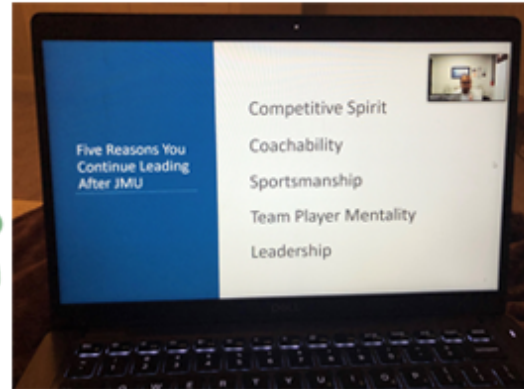 Five Reasons You
Continue Leading
After JMU
Competitive Spirit
Coachability
Sportsmanship
Team Player Mentality
Leadership
DELL